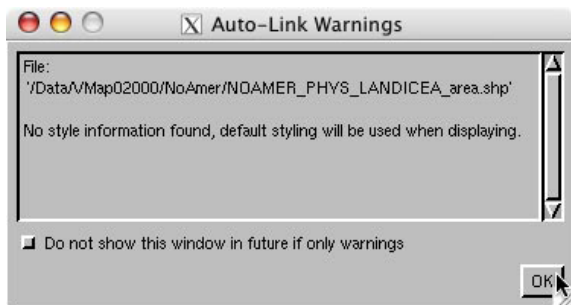 X Auto-Link Warnings
File:
'/Data/VMap02000/NoAmer/NOAMER_PHYS_LANDICEA_area.shp'
No style information found, default styling will be used when displaying.
Do not show this window in future if only warnings
OK